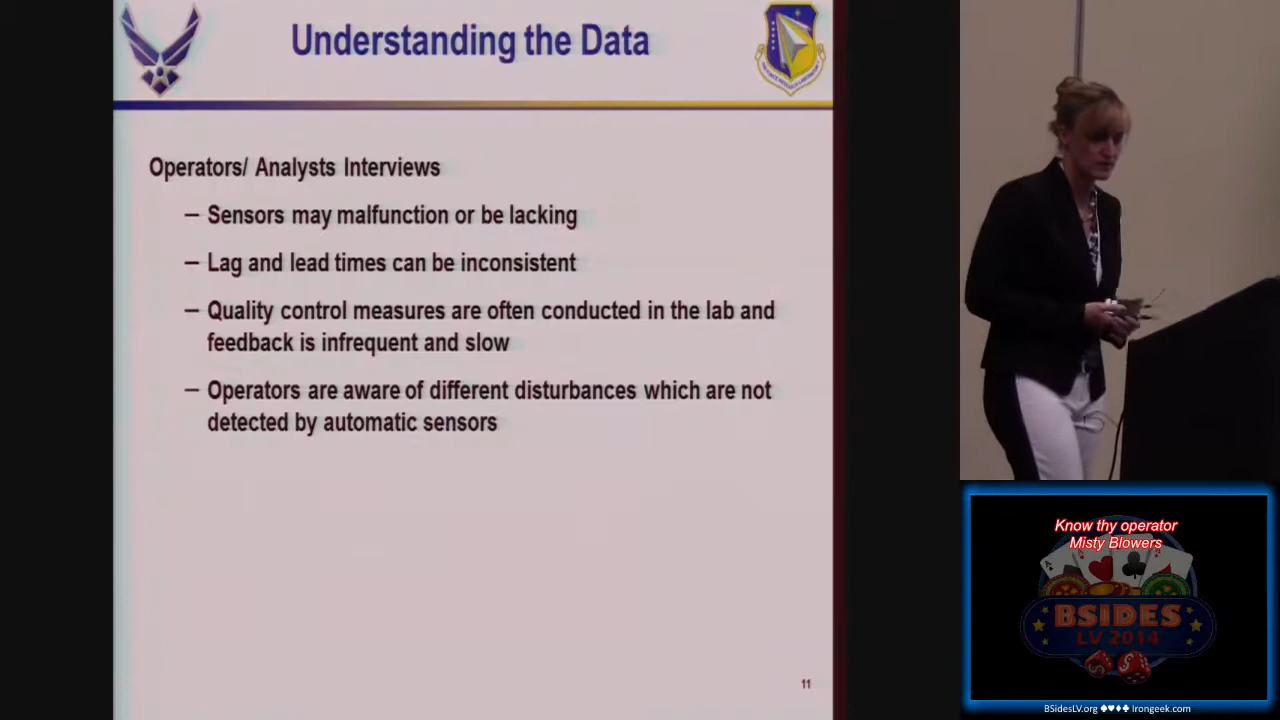 Understanding the Data
Operators/ Analysts Interviews
– Sensors may malfunction or be lacking
– Lag and lead times can be inconsistent
– Quality control measures are often conducted in the lab and
feedback is infrequent and slow
– Operators are aware of different disturbances which are not
detected by automatic sensors
11
Know thy operator
Misty Blowers
BSIDES
LV 2014
BSidesLV.org ♠♥♦♣ Irongeek.com